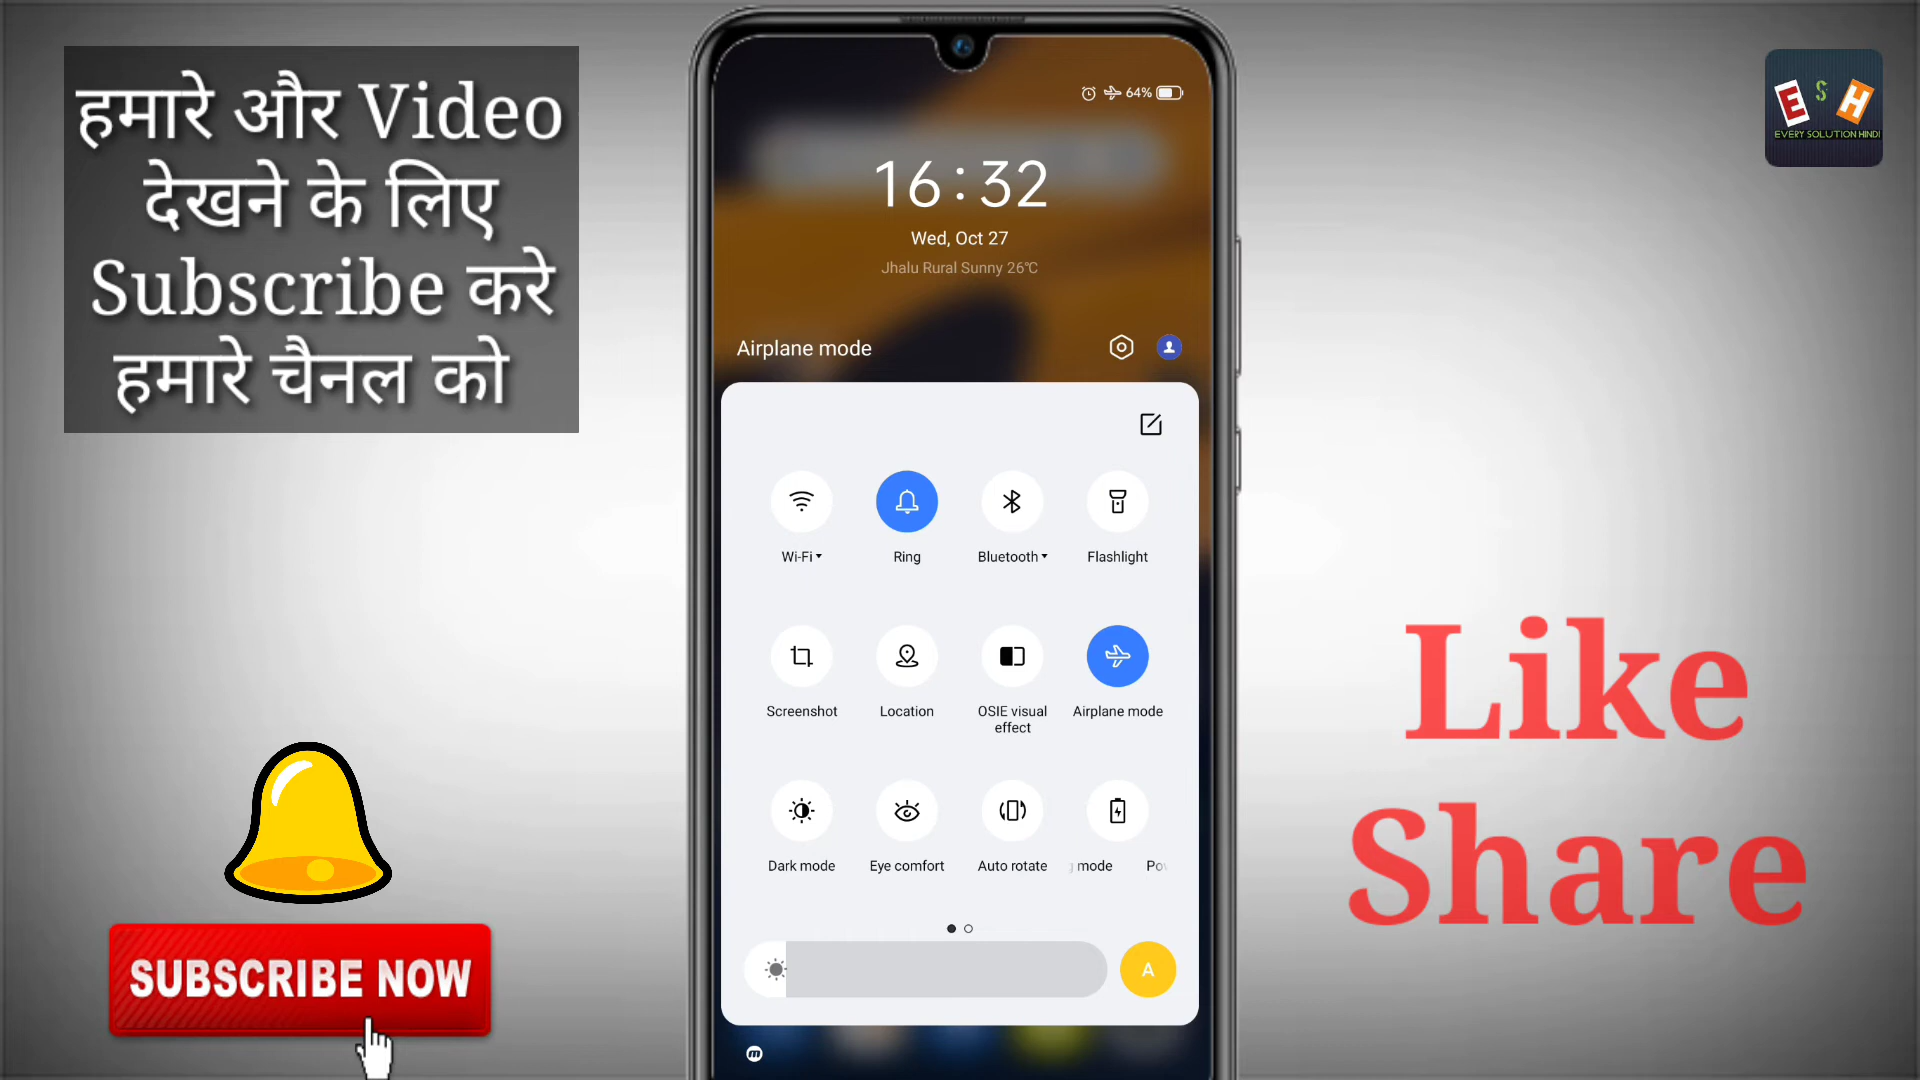 हमारे और Video
देखने के लिए
Subscribe करे
हमारे चैनल को
SUBSCRIBE NOW
64%
16:32
Wed, Oct 27
Jhalu Rural Sunny 26℃
Airplane mode
Wi-Fi
Ring
Bluetooth
Flashlight
Screenshot
Location
OSIE visual
effect
Airplane mode
Dark mode
Eye comfort
Auto rotate
mode
A
m
E S H
EVERY SOLUTION HINDI
Like
Share